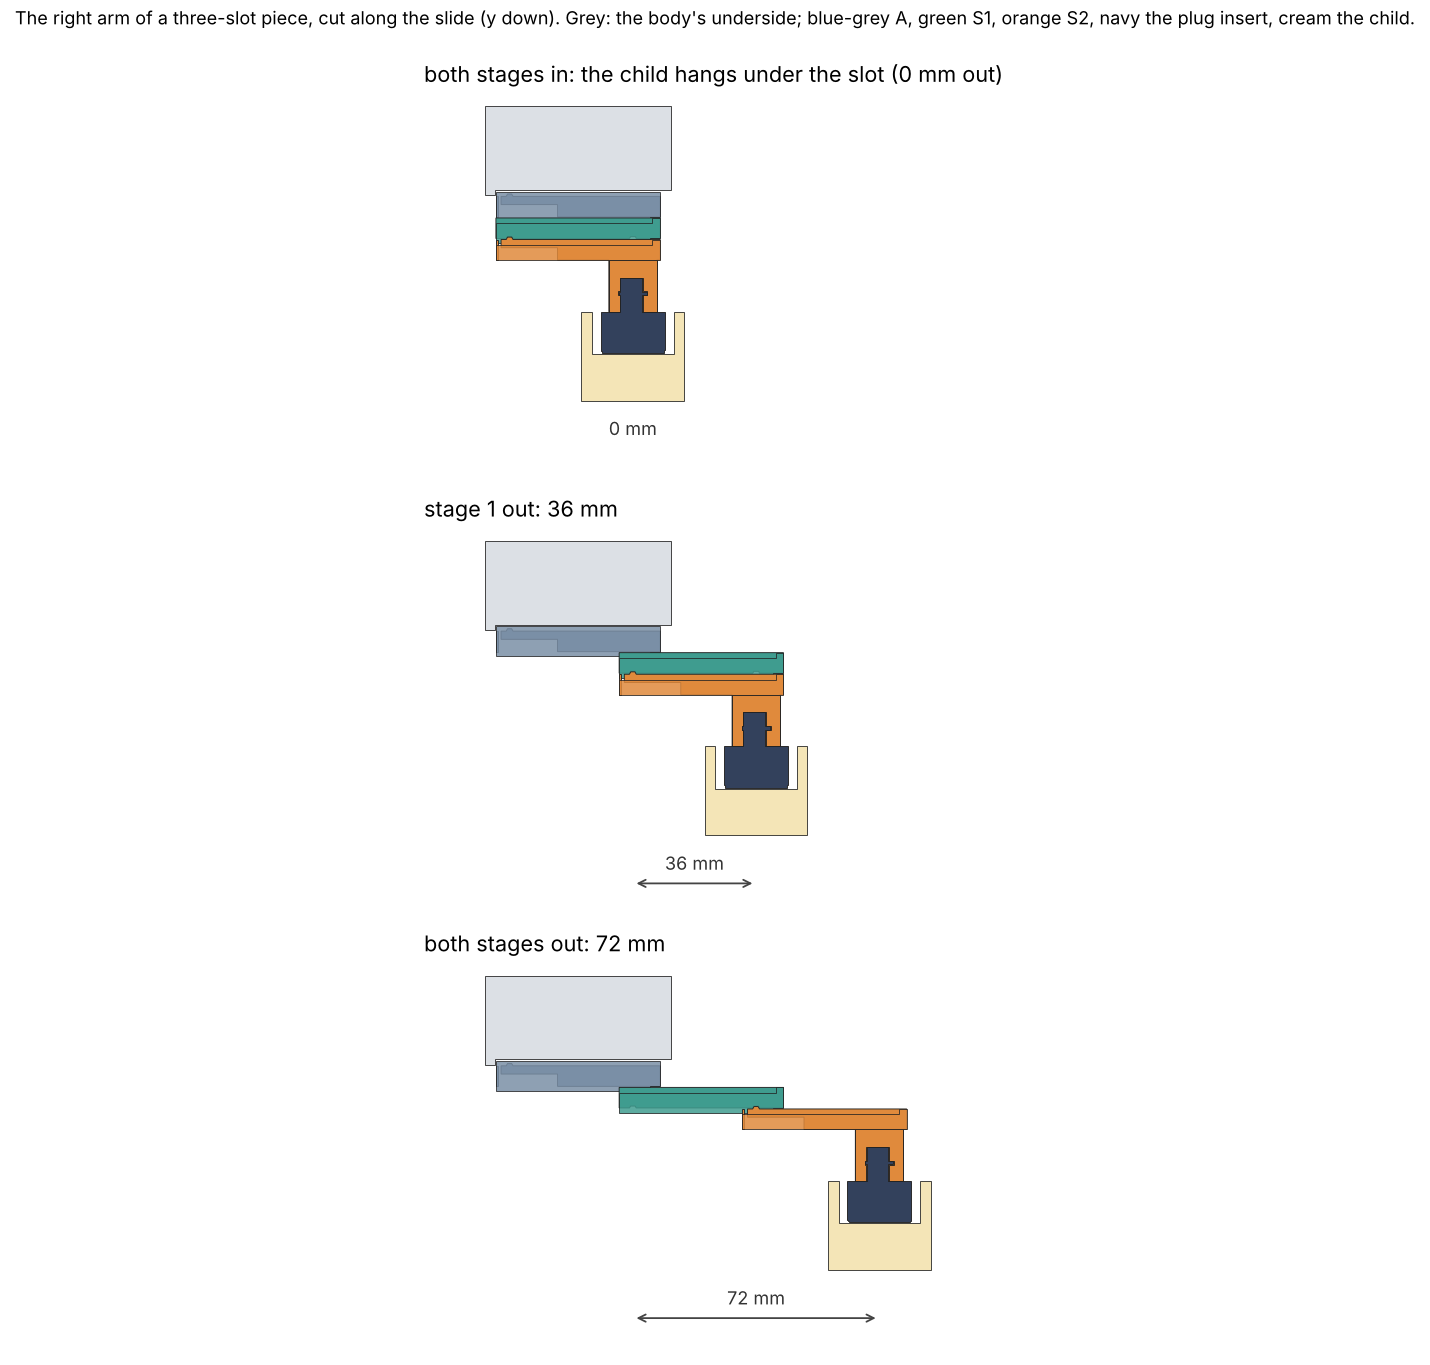 The right arm of a three-slot piece, cut along the slide (y down). Grey: the body's underside; blue-grey A, green S1, orange S2, navy the plug insert, cream the child.
both stages in: the child hangs under the slot (0 mm out)
0 mm
stage 1 out: 36 mm
36 mm
both stages out: 72 mm
72 mm